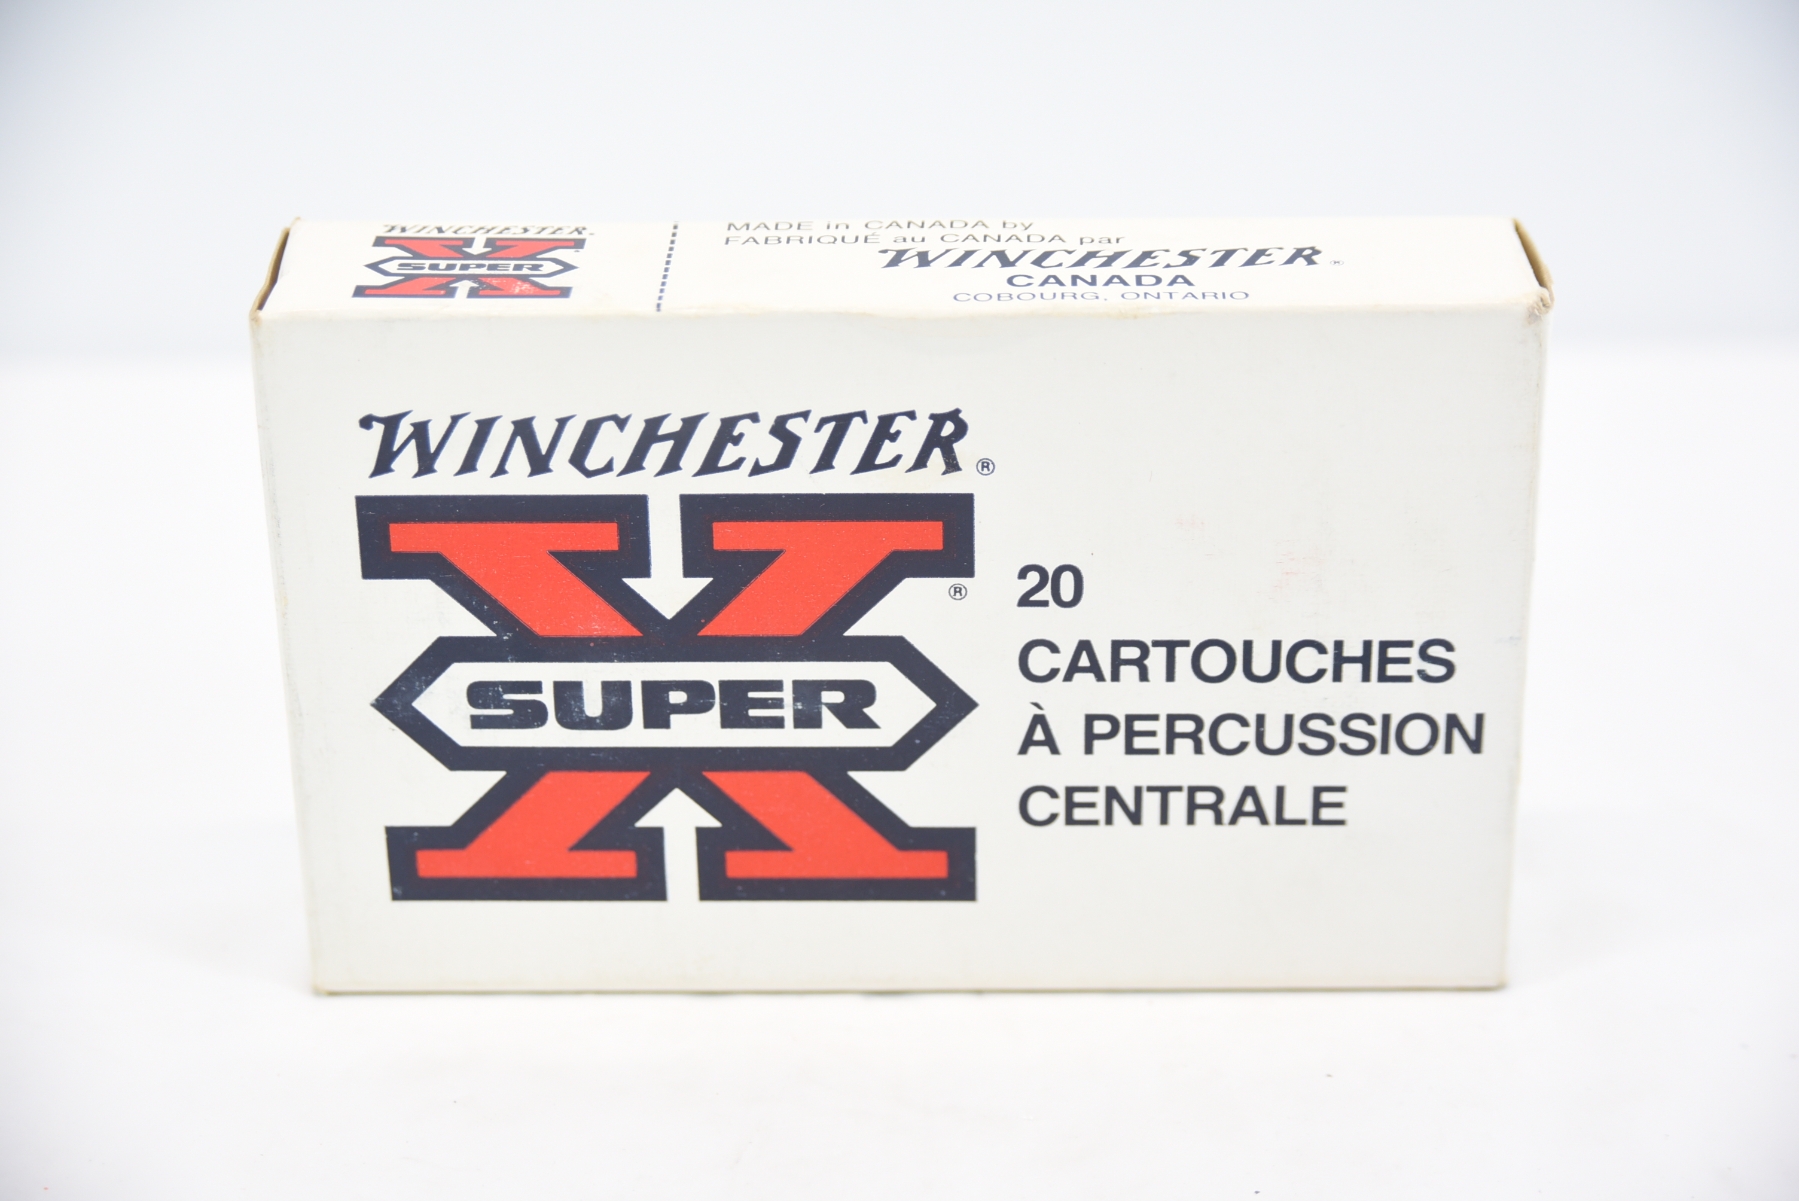 WINCHESTER.
SUPER
MADE in CANADA by
FABRIQUÉ au CANADA par
WINCHESTER®
CANADA
COBOURG, ONTARIO
WINCHESTER®
X®
SUPER
20
CARTOUCHES
À PERCUSSION
CENTRALE